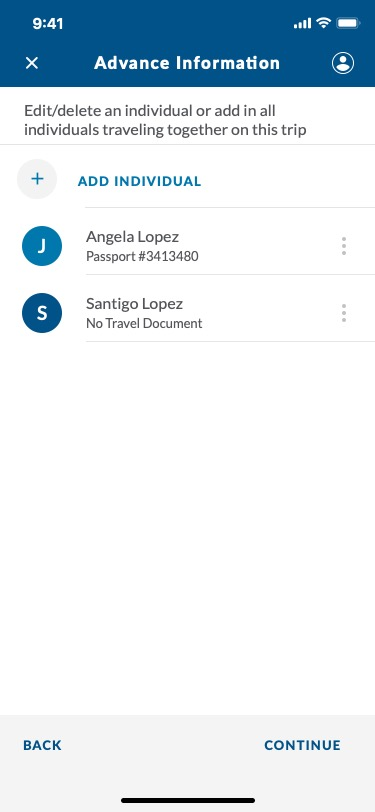 9:41
Advance Information
Edit/delete an individual or add in all
individuals traveling together on this trip
ADD INDIVIDUAL
J
Angela Lopez
Passport #3413480
S
Santigo Lopez
No Travel Document
BACK
CONTINUE